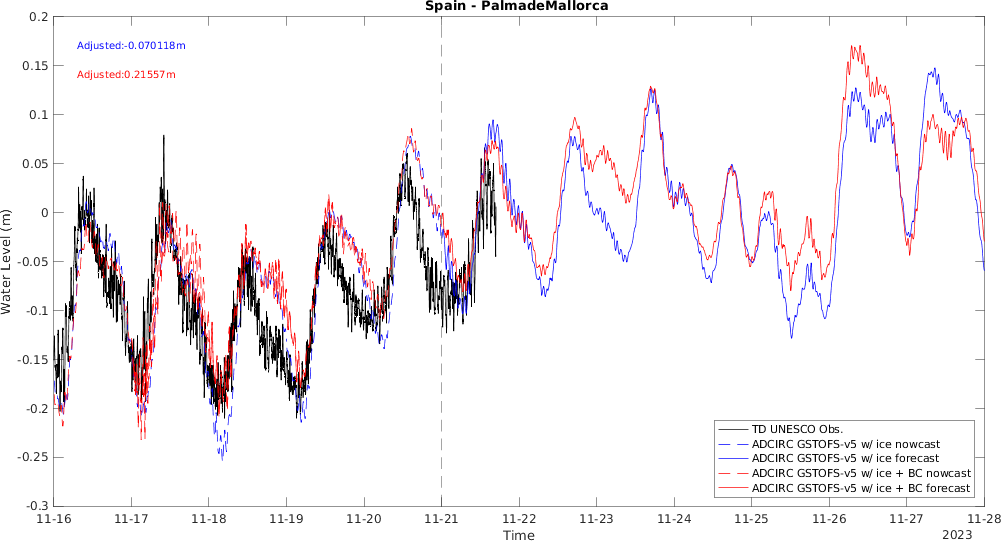 Spain - PalmadeMallorca
0.2
0.15
0.1
0.05
0
-0.05
-0.1
-0.15
-0.2
-0.25
-0.3
Water Level (m)
Adjusted:-0.070118m
Adjusted:0.21557m
TD UNESCO Obs.
ADCIRC GSTOFS-v5 w/ ice nowcast
ADCIRC GSTOFS-v5 w/ ice forecast
ADCIRC GSTOFS-v5 w/ ice + BC nowcast
ADCIRC GSTOFS-v5 w/ ice + BC forecast
11-16 11-17 11-18 11-19 11-20 11-21 11-22 11-23 11-24 11-25 11-26 11-27 11-28
Time
2023